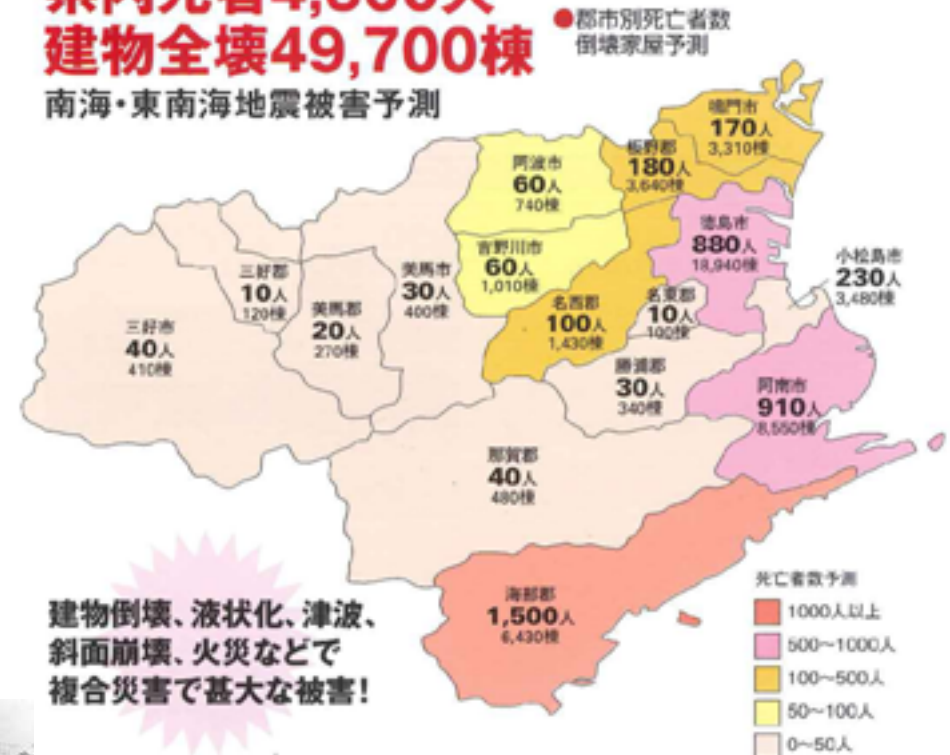 県内死者4,300人
建物全壊49,700棟
南海・東南海地震被害予測
●郡市別死亡者数
倒壊家屋予測
鳴門市
170人
3,310棟
板野郡
180人
3,640棟
阿波市
60人
740棟
徳島市
880人
18,940棟
吉野川市
60人
1,010棟
小松島市
230人
3,480棟
三好郡
10人
120棟
美馬市
30人
400棟
美馬郡
20人
270棟
名西郡
100人
1,430棟
名東郡
10人
100棟
三好市
40人
410棟
勝浦郡
30人
340棟
阿南市
910人
8,550棟
那賀郡
40人
480棟
海部郡
1,500人
6,430棟
建物倒壊、液状化、津波、
斜面崩壊、火災などで
複合災害で甚大な被害!
死亡者数予測
1000人以上
500〜1000人
100〜500人
50〜100人
0〜50人